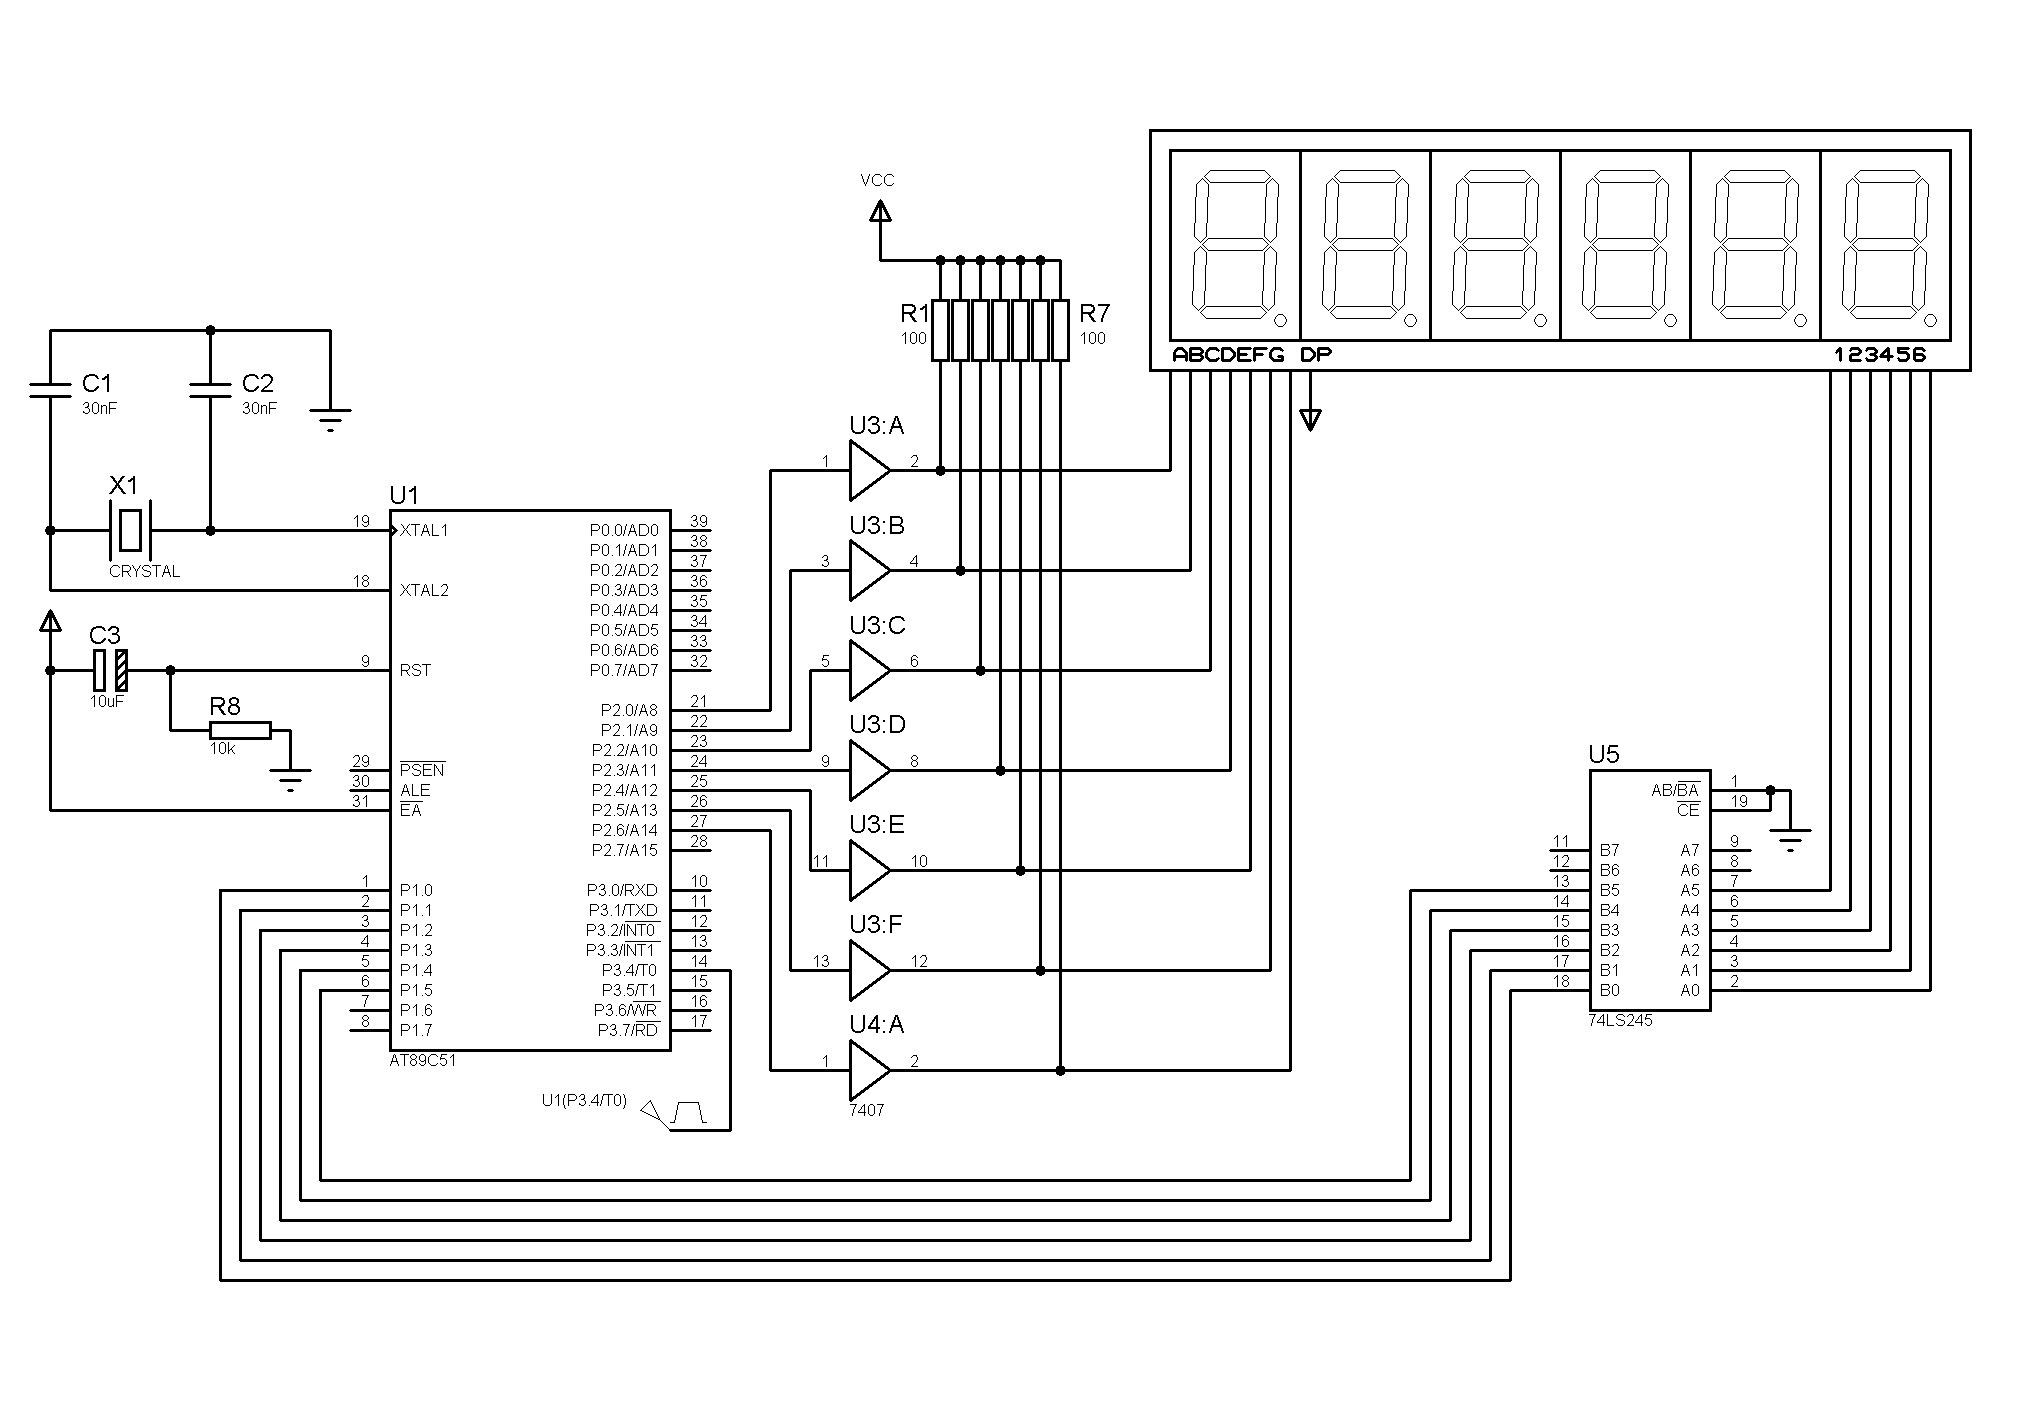 VCC
R1
100
R7
100
ABCDEFG DP
123456
C1
30nF
C2
30nF
X1
CRYSTAL
C3
10uF
R8
10k
U1
19 XTAL1
18 XTAL2
9 RST
29 PSEN
30 ALE
31 EA
1 P1.0
2 P1.1
3 P1.2
4 P1.3
5 P1.4
6 P1.5
7 P1.6
8 P1.7
P0.0/AD0 39
P0.1/AD1 38
P0.2/AD2 37
P0.3/AD3 36
P0.4/AD4 35
P0.5/AD5 34
P0.6/AD6 33
P0.7/AD7 32
P2.0/A8 21
P2.1/A9 22
P2.2/A10 23
P2.3/A11 24
P2.4/A12 25
P2.5/A13 26
P2.6/A14 27
P2.7/A15 28
P3.0/RXD 10
P3.1/TXD 11
P3.2/INT0 12
P3.3/INT1 13
P3.4/T0 14
P3.5/T1 15
P3.6/WR 16
P3.7/RD 17
AT89C51
U1(P3.4/T0)
U3:A
1 2
U3:B
3 4
U3:C
5 6
U3:D
9 8
U3:E
11 10
U3:F
13 12
U4:A
1 2
7407
U5
AB/BA 1
CE 19
11 B7 A7 9
12 B6 A6 8
13 B5 A5 7
14 B4 A4 6
15 B3 A3 5
16 B2 A2 4
17 B1 A1 3
18 B0 A0 2
74LS245